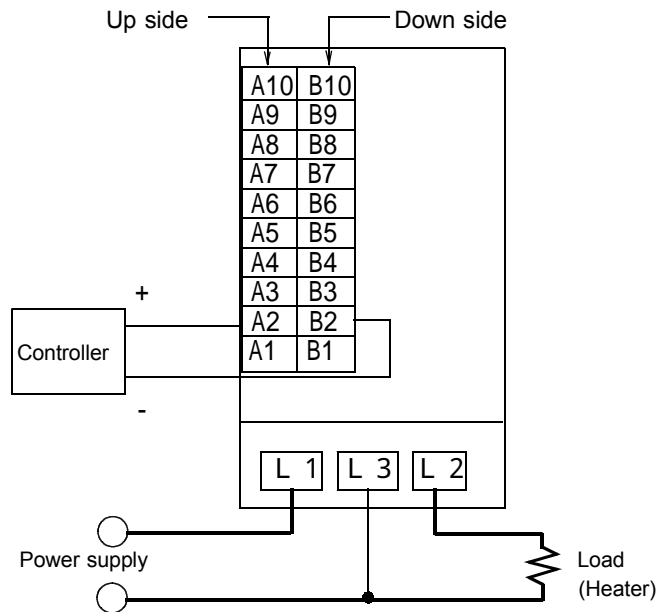 Up side
Down side
A10 B10
A9 B9
A8 B8
A7 B7
A6 B6
A5 B5
A4 B4
A3 B3
+
A2 B2
Controller
A1 B1
-
L 1
L 3
L 2
Power supply
Load
(Heater)